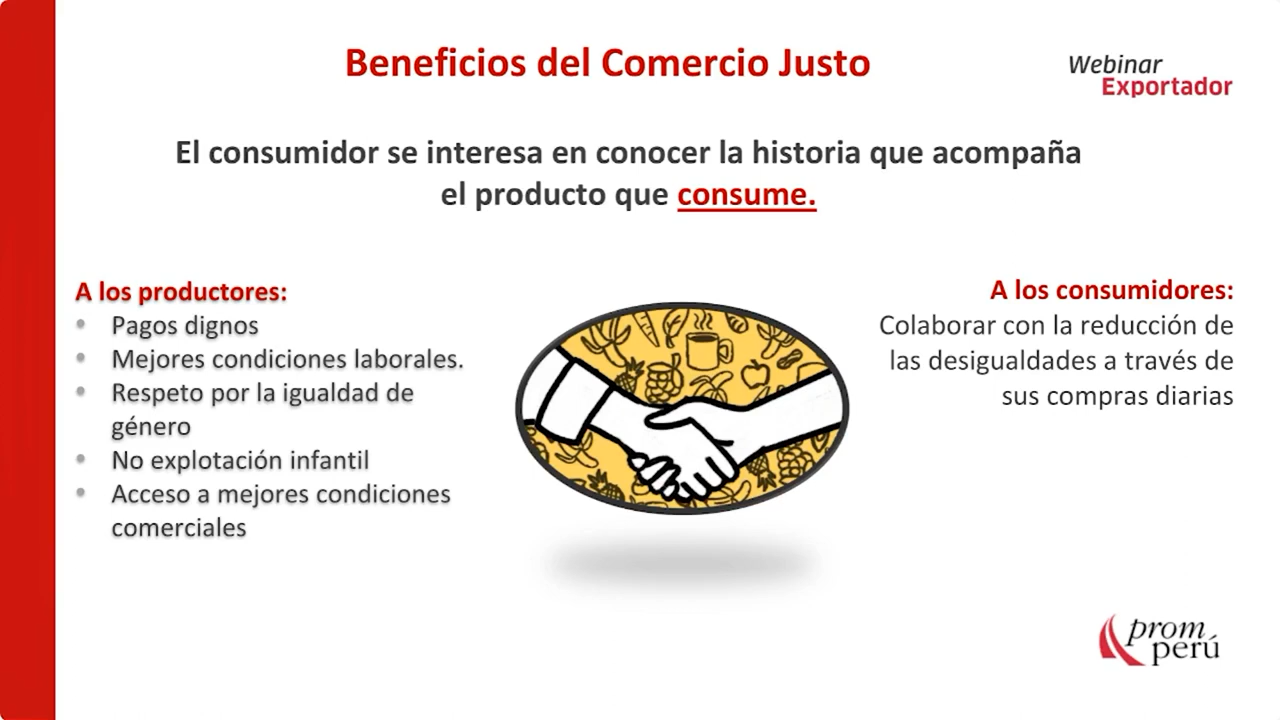 Beneficios del Comercio Justo
Webinar
Exportador
El consumidor se interesa en conocer la historia que acompaña
el producto que consume.
A los productores:
• Pagos dignos
• Mejores condiciones laborales.
• Respeto por la igualdad de
género
• No explotación infantil
• Acceso a mejores condiciones
comerciales
A los consumidores:
Colaborar con la reducción de
las desigualdades a través de
sus compras diarias
prom
perú